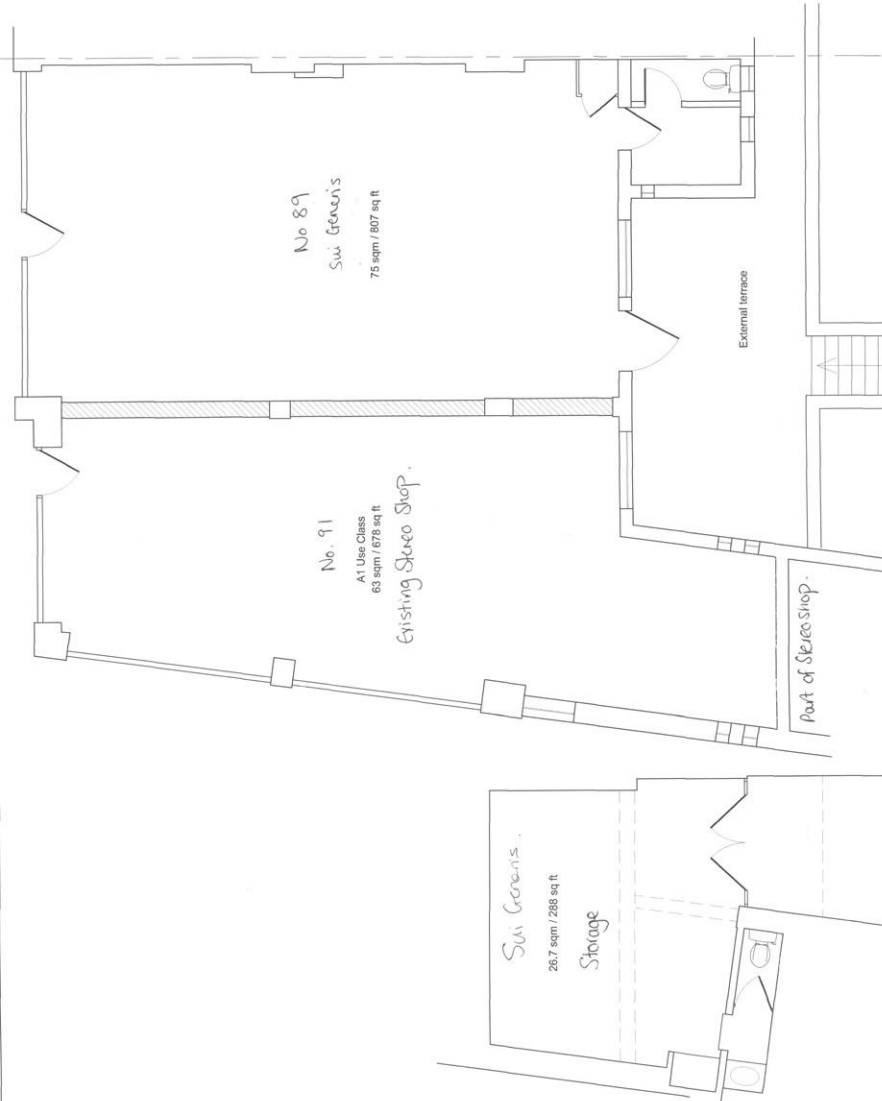 No 89
Sui Generis
75 sqm / 807 sq ft
External terrace
No. 91
A1 Use Class
63 sqm / 678 sq ft
Existing Stereo Shop.
Part of Stereo shop.
Sui Generis.
26.7 sqm / 288 sq ft
Storage